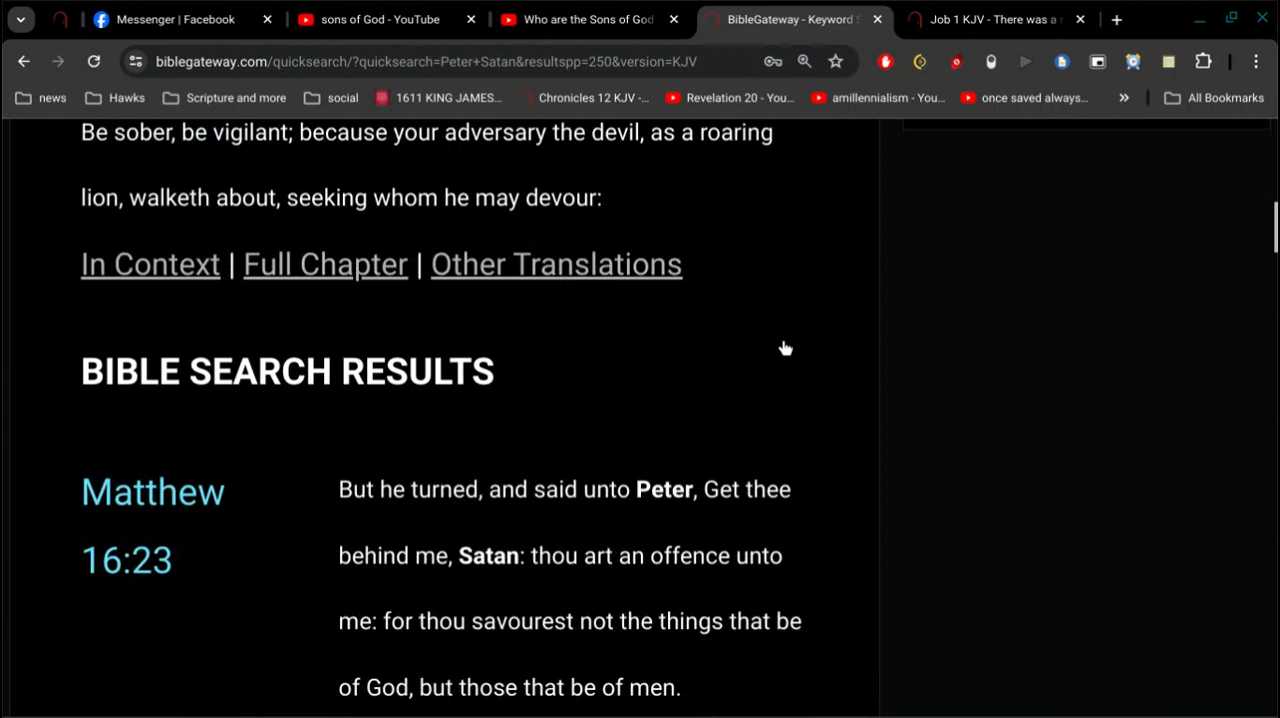 Messenger | Facebook
sons of God - YouTube
Who are the Sons of God
BibleGateway - Keyword S
Job 1 KJV - There was a
biblegateway.com/quicksearch/?quicksearch=Peter+Satan&resultspp=250&version=KJV
news
Hawks
Scripture and more
social
1611 KING JAMES...
Chronicles 12 KJV -...
Revelation 20 - You...
amillennialism - You...
once saved always...
All Bookmarks
Be sober, be vigilant; because your adversary the devil, as a roaring
lion, walketh about, seeking whom he may devour:
In Context | Full Chapter | Other Translations
BIBLE SEARCH RESULTS
Matthew
16:23
But he turned, and said unto Peter, Get thee
behind me, Satan: thou art an offence unto
me: for thou savourest not the things that be
of God, but those that be of men.